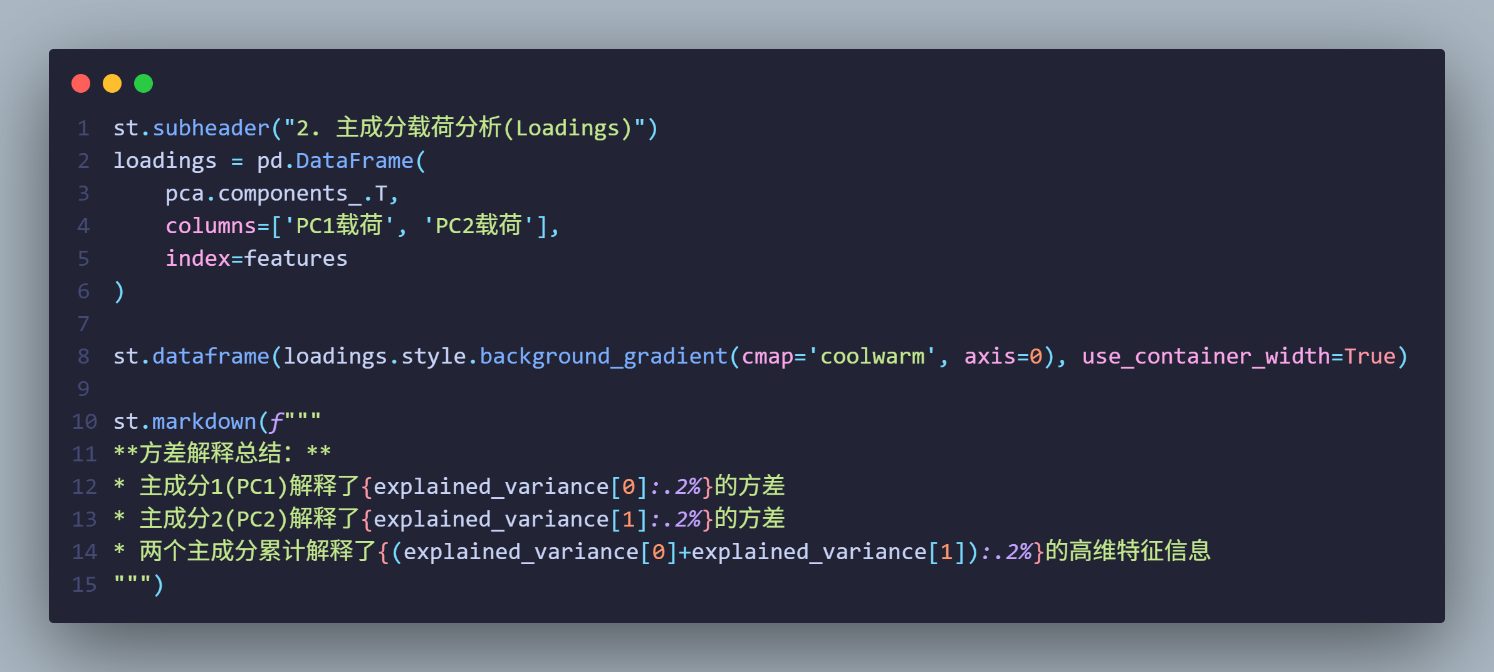 1 st.subheader("2. 主成分载荷分析(Loadings)")
2 loadings = pd.DataFrame(
3     pca.components_.T,
4     columns=['PC1载荷', 'PC2载荷'],
5     index=features
6 )
7
8 st.dataframe(loadings.style.background_gradient(cmap='coolwarm', axis=0), use_container_width=True)
9
10 st.markdown(f"""
11 **方差解释总结：**
12 * 主成分1(PC1)解释了{explained_variance[0]:.2%}的方差
13 * 主成分2(PC2)解释了{explained_variance[1]:.2%}的方差
14 * 两个主成分累计解释了{(explained_variance[0]+explained_variance[1]):.2%}的高维特征信息
15 """)